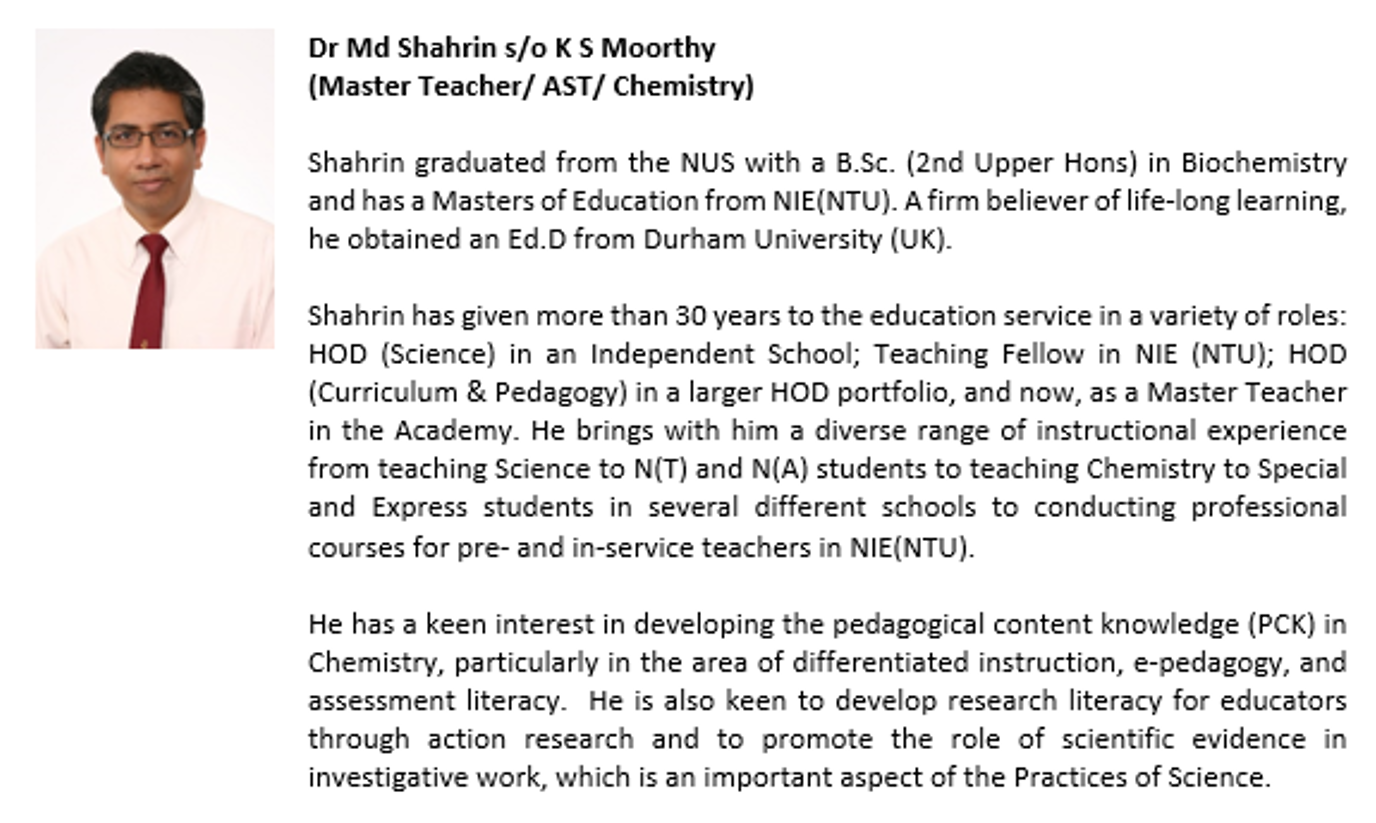 Dr Md Shahrin s/o K S Moorthy
(Master Teacher/ AST/ Chemistry)
Shahrin graduated from the NUS with a B.Sc. (2nd Upper Hons) in Biochemistry
and has a Masters of Education from NIE(NTU). A firm believer of life-long learning,
he obtained an Ed.D from Durham University (UK).
Shahrin has given more than 30 years to the education service in a variety of roles:
HOD (Science) in an Independent School; Teaching Fellow in NIE (NTU); HOD
(Curriculum & Pedagogy) in a larger HOD portfolio, and now, as a Master Teacher
in the Academy. He brings with him a diverse range of instructional experience
from teaching Science to N(T) and N(A) students to teaching Chemistry to Special
and Express students in several different schools to conducting professional
courses for pre- and in-service teachers in NIE(NTU).
He has a keen interest in developing the pedagogical content knowledge (PCK) in
Chemistry, particularly in the area of differentiated instruction, e-pedagogy, and
assessment literacy.  He is also keen to develop research literacy for educators
through action research and to promote the role of scientific evidence in
investigative work, which is an important aspect of the Practices of Science.